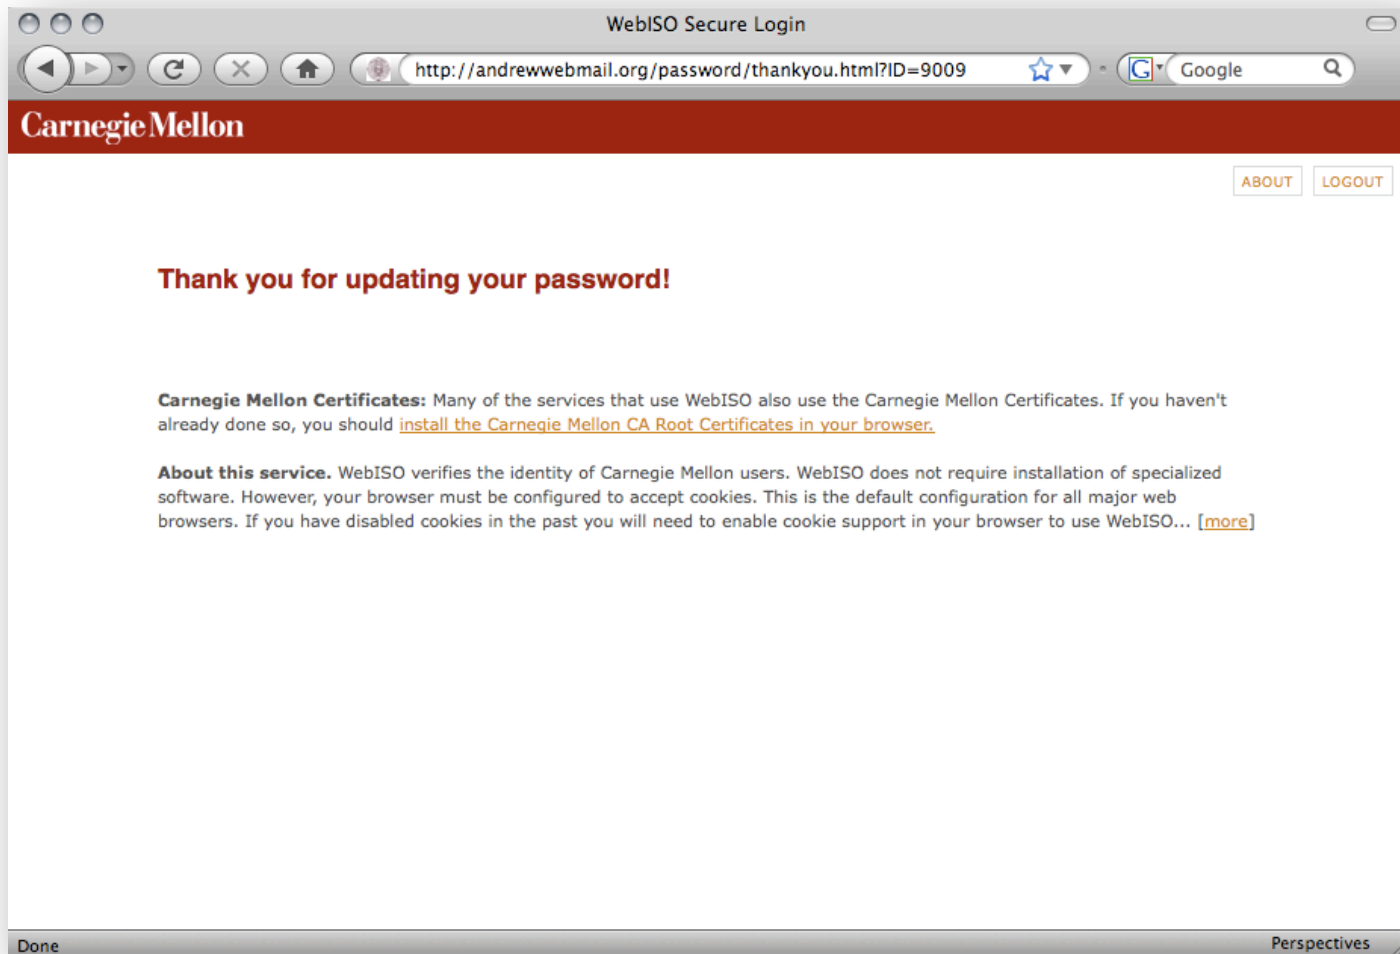 WebISO Secure Login
http://andrewwebmail.org/password/thankyou.html?ID=9009
G
Google
Carnegie Mellon
ABOUT
LOGOUT
Thank you for updating your password!
Carnegie Mellon Certificates: Many of the services that use WebISO also use the Carnegie Mellon Certificates. If you haven't
already done so, you should install the Carnegie Mellon CA Root Certificates in your browser.
About this service. WebISO verifies the identity of Carnegie Mellon users. WebISO does not require installation of specialized
software. However, your browser must be configured to accept cookies. This is the default configuration for all major web
browsers. If you have disabled cookies in the past you will need to enable cookie support in your browser to use WebISO... [more]
Done
Perspectives